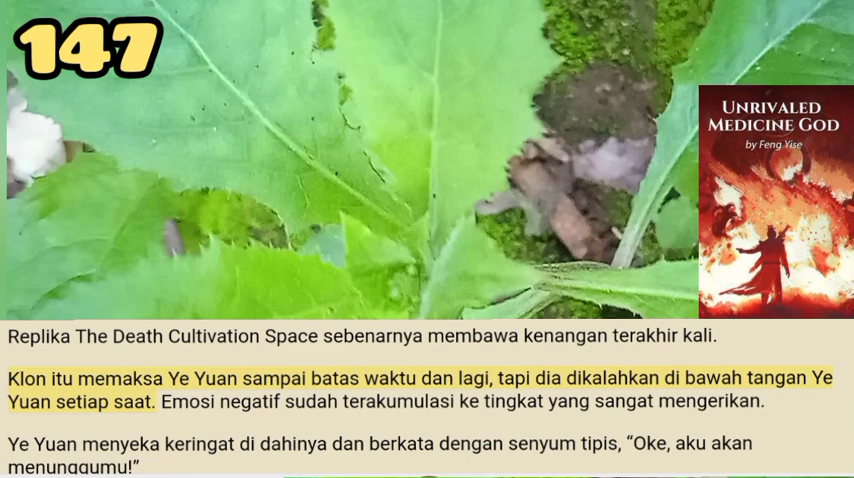 147
UNRIVALED
MEDICINE GOD
by Feng Yise
Replika The Death Cultivation Space sebenarnya membawa kenangan terakhir kali.
Klon itu memaksa Ye Yuan sampai batas waktu dan lagi, tapi dia dikalahkan di bawah tangan Ye
Yuan setiap saat. Emosi negatif sudah terakumulasi ke tingkat yang sangat mengerikan.
Ye Yuan menyeka keringat di dahinya dan berkata dengan senyum tipis, “Oke, aku akan
menunggumu!”